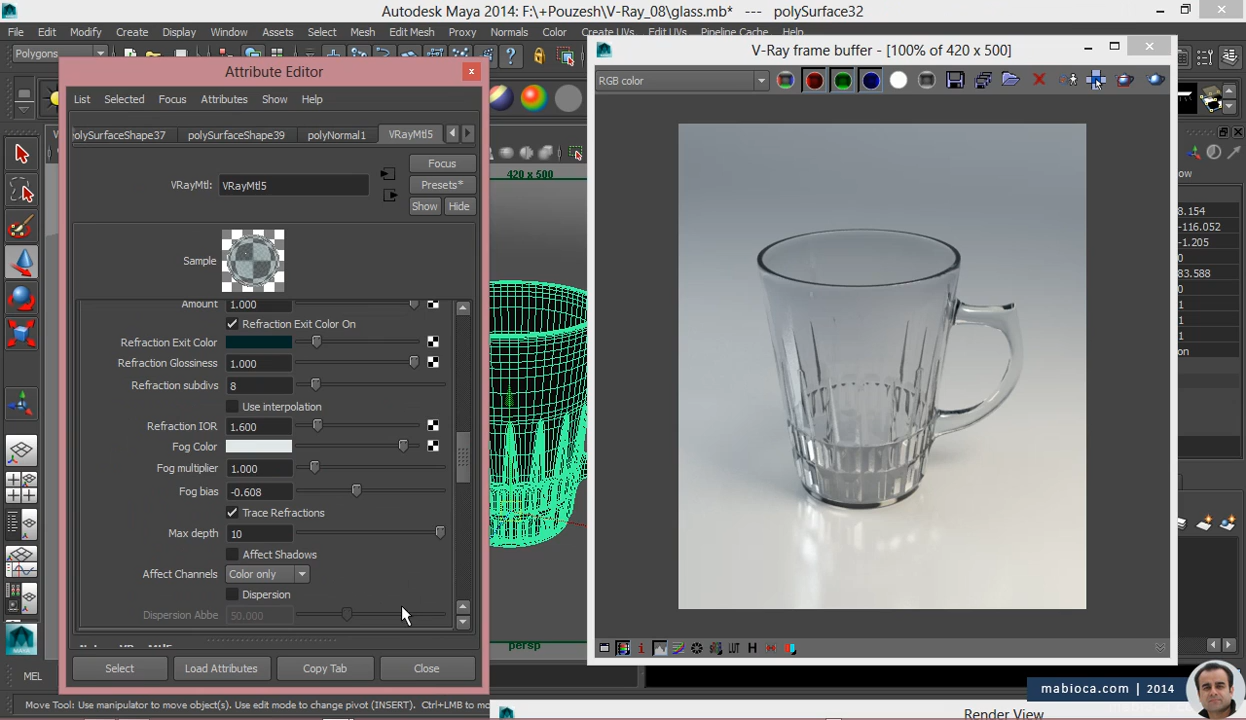 Autodesk Maya 2014: F:\+Pouzesh\V-Ray_08\glass.mb* --- polySurface32
File Edit Modify Create Display Window Assets Select Mesh Edit Mesh Proxy Normals Color Create UVs Edit UVs Pipeline Cache
Polygons
V-Ray frame buffer - [100% of 420 x 500]
RGB color
Attribute Editor
List Selected Focus Attributes Show Help
olySurfaceShape37 polySurfaceShape39 polyNormal1 VRayMtl5
Focus
VRayMtl: VRayMtl5
Presets*
Show Hide
Sample
Amount 1.000
Refraction Exit Color On
Refraction Exit Color
Refraction Glossiness 1.000
Refraction subdivs 8
Use interpolation
Refraction IOR 1.600
Fog Color
Fog multiplier 1.000
Fog bias -0.608
Trace Refractions
Max depth 10
Affect Shadows
Affect Channels Color only
Dispersion
Dispersion Abbe 50.000
Select Load Attributes Copy Tab Close
420 x 500
persp
LUT H
ow
8.154
-116.052
-1.205
83.588
1
1
1
on
MEL
mabioca.com | 2014
Move Tool: Use manipulator to move object(s). Use edit mode to change pivot (INSERT). Ctrl+LMB to mo
Render View